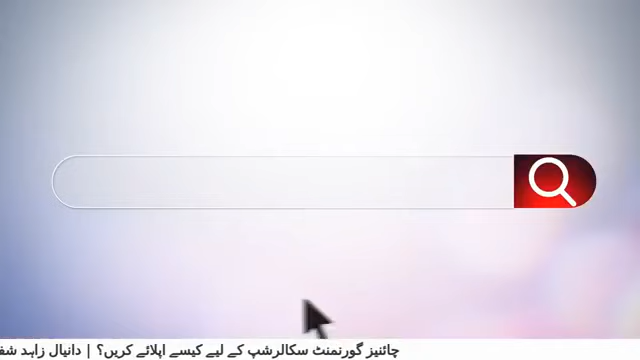 چائنیز گورنمنٹ سکالرشپ کے لیے کیسے اپلائے کریں؟ | دانیال زاہد